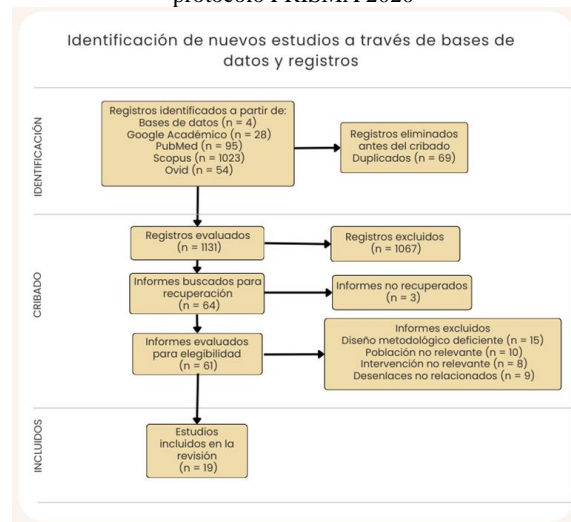 protocolo PRISMA 2020
Identificación de nuevos estudios a través de bases de
datos y registros
IDENTIFICACIÓN
Registros identificados a partir de:
Bases de datos (n = 4)
Google Académico (n = 28)
PubMed (n = 95)
Scopus (n = 1023)
Ovid (n = 54)
Registros eliminados
antes del cribado
Duplicados (n = 69)
CRIBADO
Registros evaluados
(n = 1131)
Registros excluidos
(n = 1067)
Informes buscados para
recuperación
(n = 64)
Informes no recuperados
(n = 3)
Informes evaluados
para elegibilidad
(n = 61)
Informes excluidos
Diseño metodológico deficiente (n = 15)
Población no relevante (n = 10)
Intervención no relevante (n = 8)
Desenlaces no relacionados (n = 9)
INCLUIDOS
Estudios
incluidos en la
revisión
(n = 19)